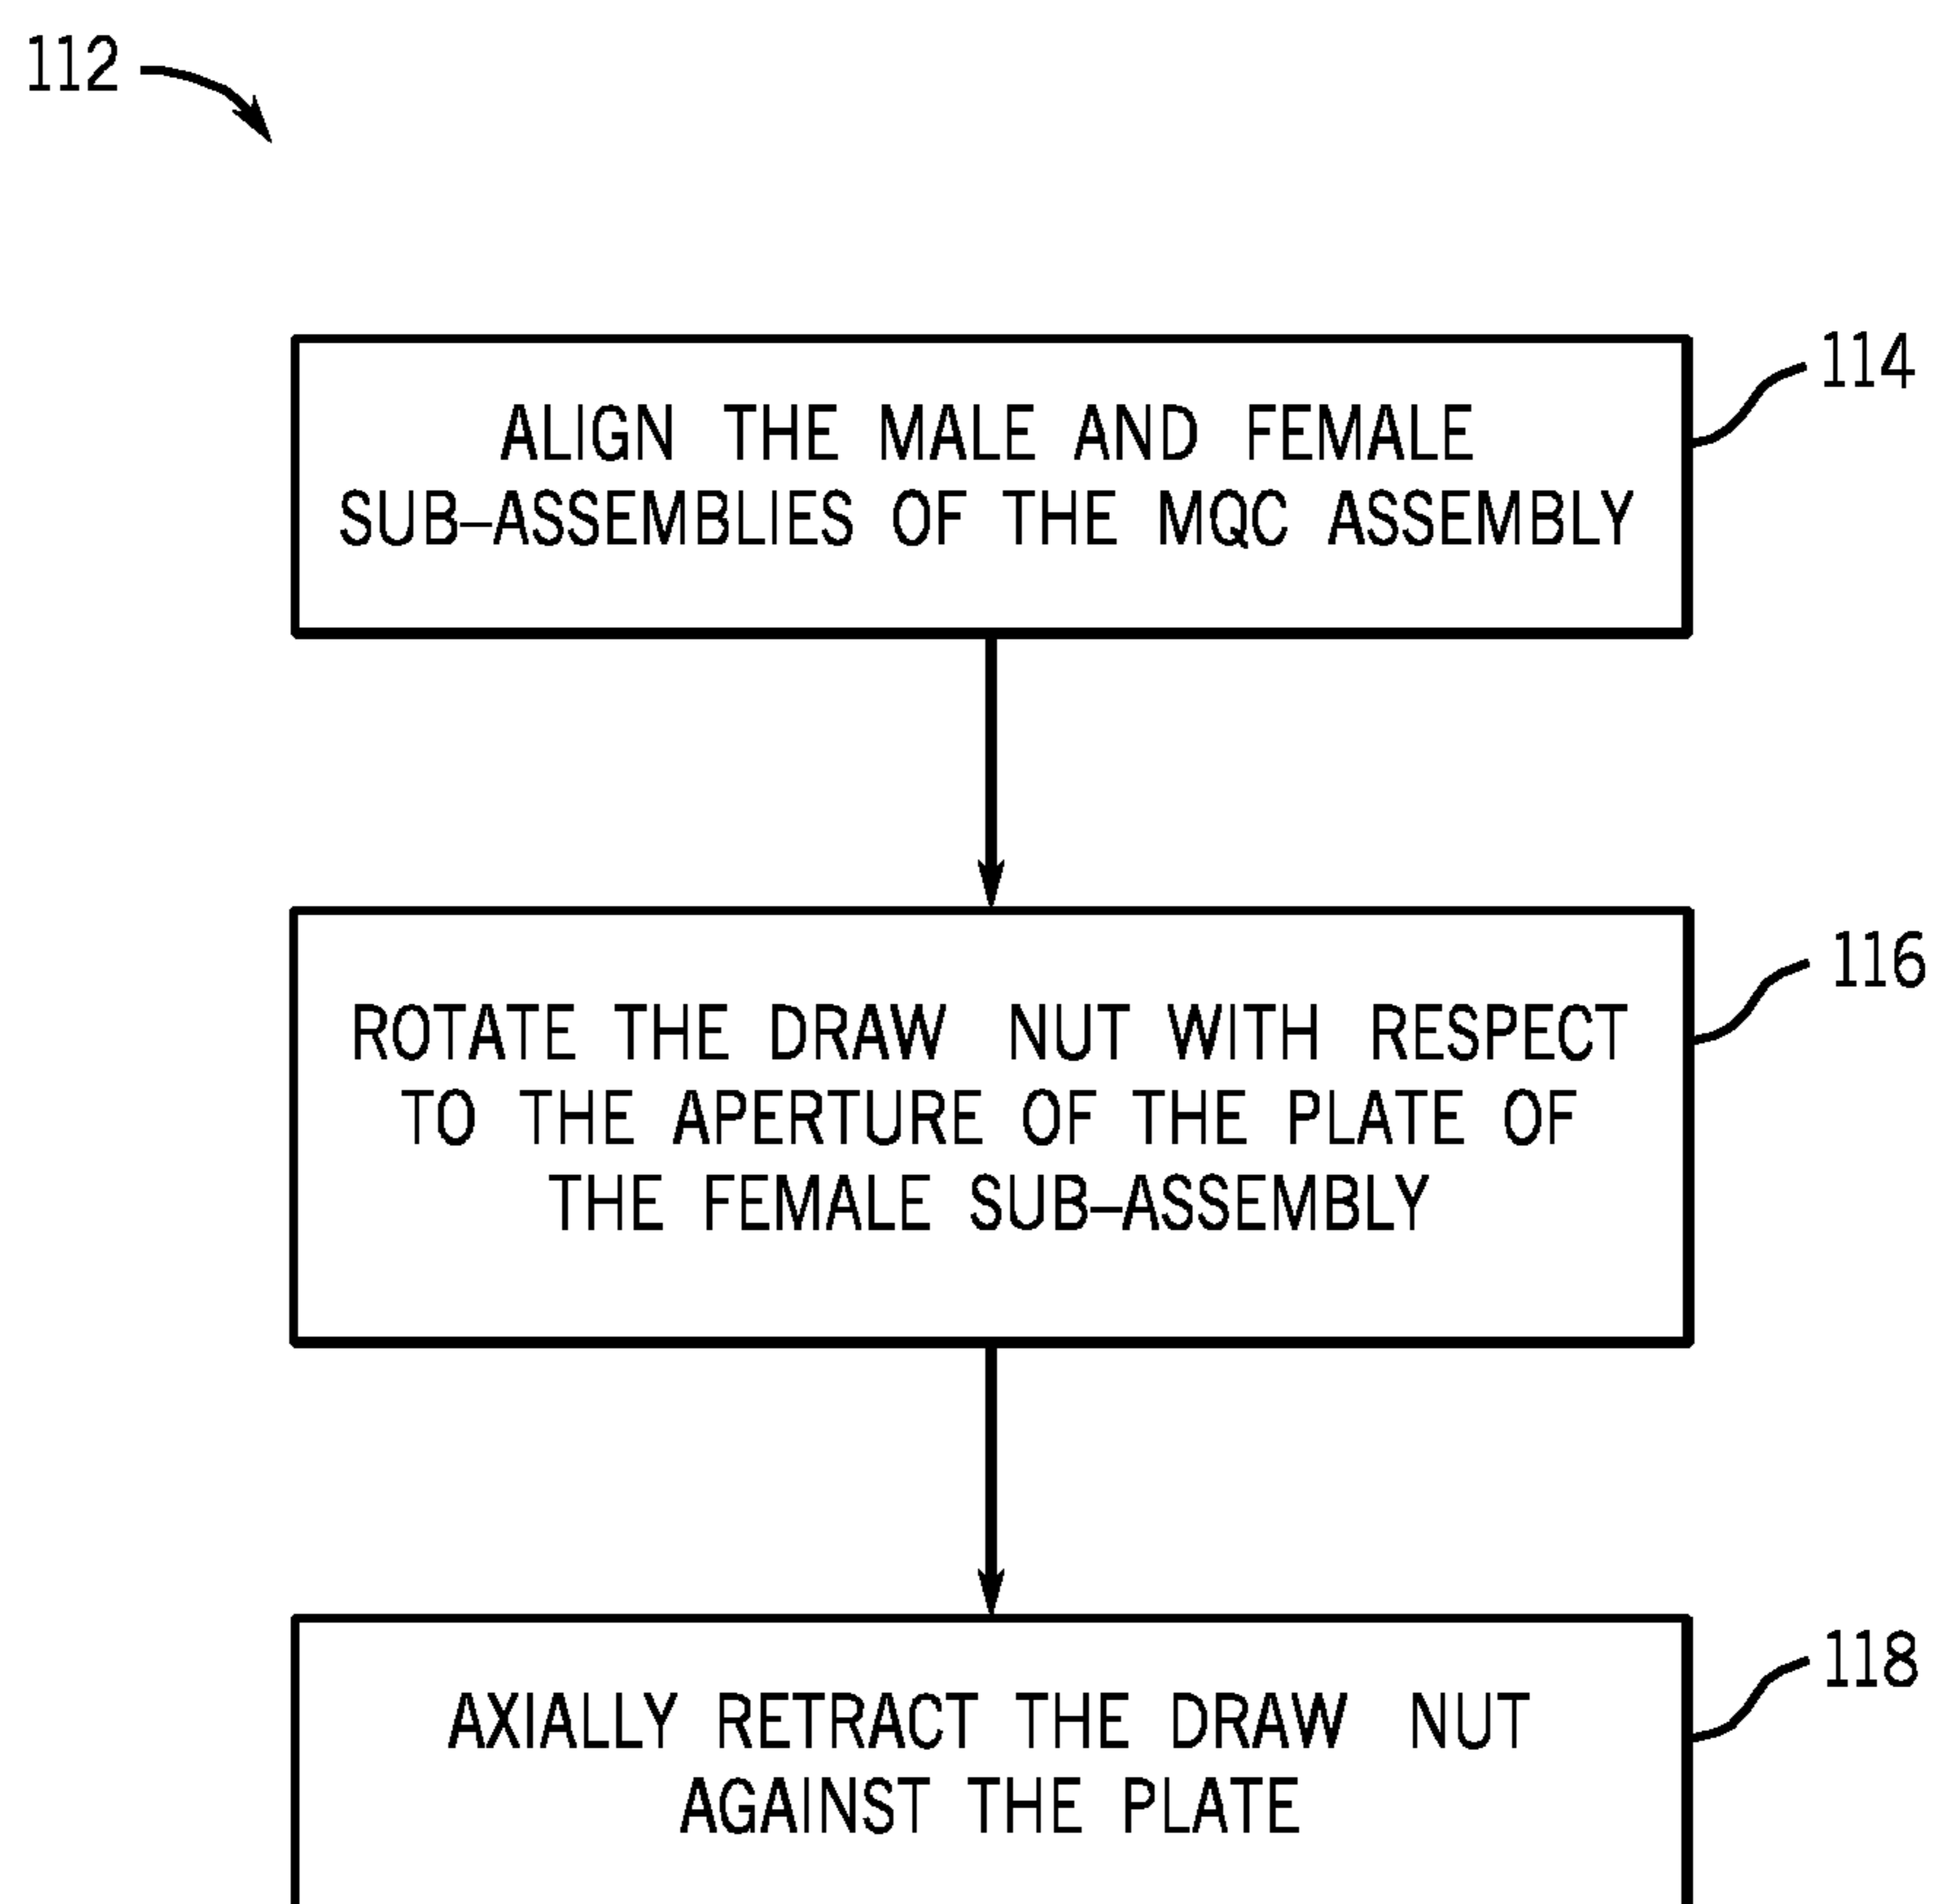 112
114
ALIGN THE MALE AND FEMALE
SUB-ASSEMBLIES OF THE MQC ASSEMBLY
116
ROTATE THE DRAW NUT WITH RESPECT
TO THE APERTURE OF THE PLATE OF
THE FEMALE SUB-ASSEMBLY
118
AXIALLY RETRACT THE DRAW NUT
AGAINST THE PLATE